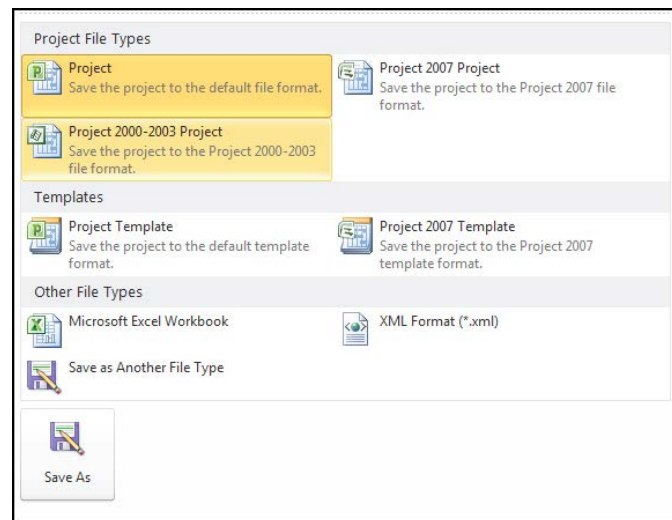 Project File Types
Project
Save the project to the default file format.
Project 2007 Project
Save the project to the Project 2007 file
format.
Project 2000-2003 Project
Save the project to the Project 2000-2003
file format.
Templates
Project Template
Save the project to the default template
format.
Project 2007 Template
Save the project to the Project 2007
template format.
Other File Types
Microsoft Excel Workbook
XML Format (*.xml)
Save as Another File Type
Save As